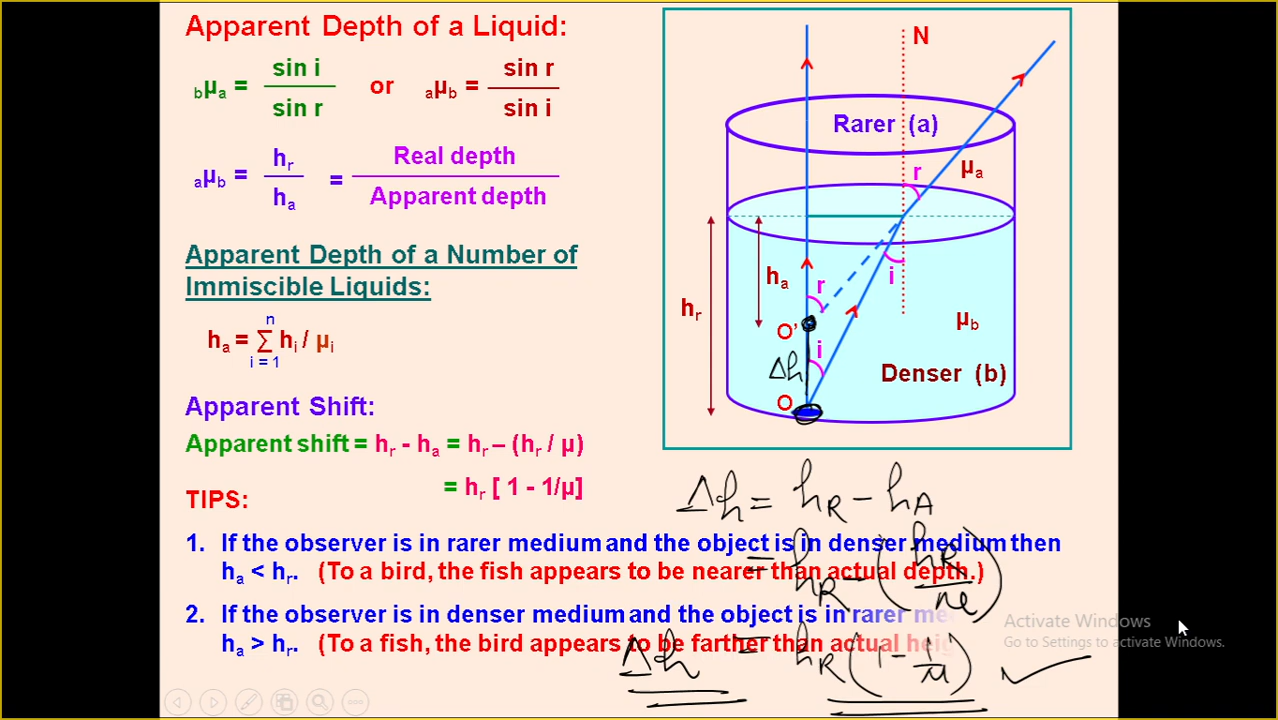 Apparent Depth of a Liquid:
bμa = sin i / sin r or aμb = sin r / sin i
aμb = hr / ha = Real depth / Apparent depth
Apparent Depth of a Number of
Immiscible Liquids:
n
ha = ∑ hi / μi
i = 1
Apparent Shift:
Apparent shift = hr - ha = hr – (hr / μ)
= hr [ 1 - 1/μ]
TIPS:
1. If the observer is in rarer medium and the object is in denser medium then
ha < hr. (To a bird, the fish appears to be nearer than actual depth.)
2. If the observer is in denser medium and the object is in rarer me
ha > hr. (To a fish, the bird appears to be farther than actual heig
N
Rarer (a)
μa
r
ha
i
r
hr
O’
μb
i
Δh
Denser (b)
O
Δh = hR – hA
= hR – (hR / μ)
Δh = hR (1 – 1/μ)
Activate Windows
Go to Settings to activate Windows.